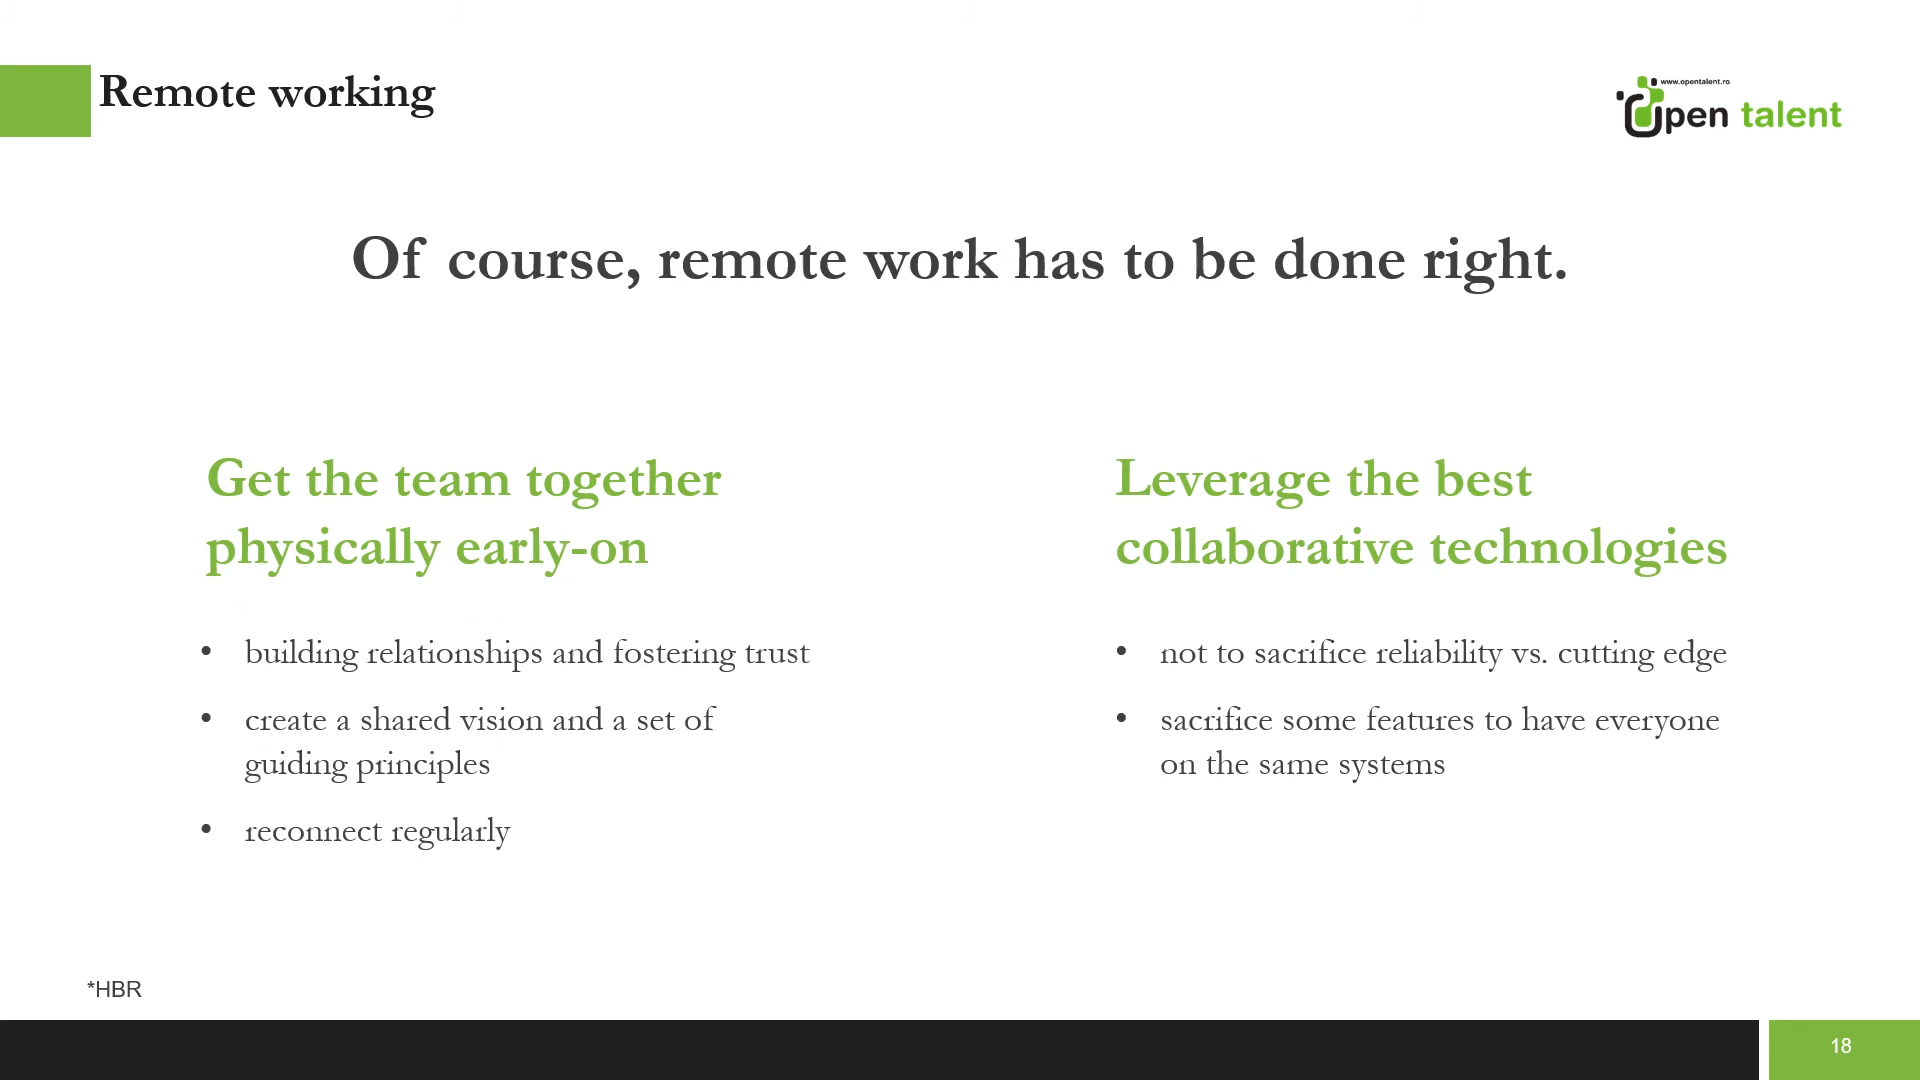 Remote working
www.opentalent.ro
Open talent
Of course, remote work has to be done right.
Get the team together
physically early-on
• building relationships and fostering trust
• create a shared vision and a set of
guiding principles
• reconnect regularly
Leverage the best
collaborative technologies
• not to sacrifice reliability vs. cutting edge
• sacrifice some features to have everyone
on the same systems
*HBR
18